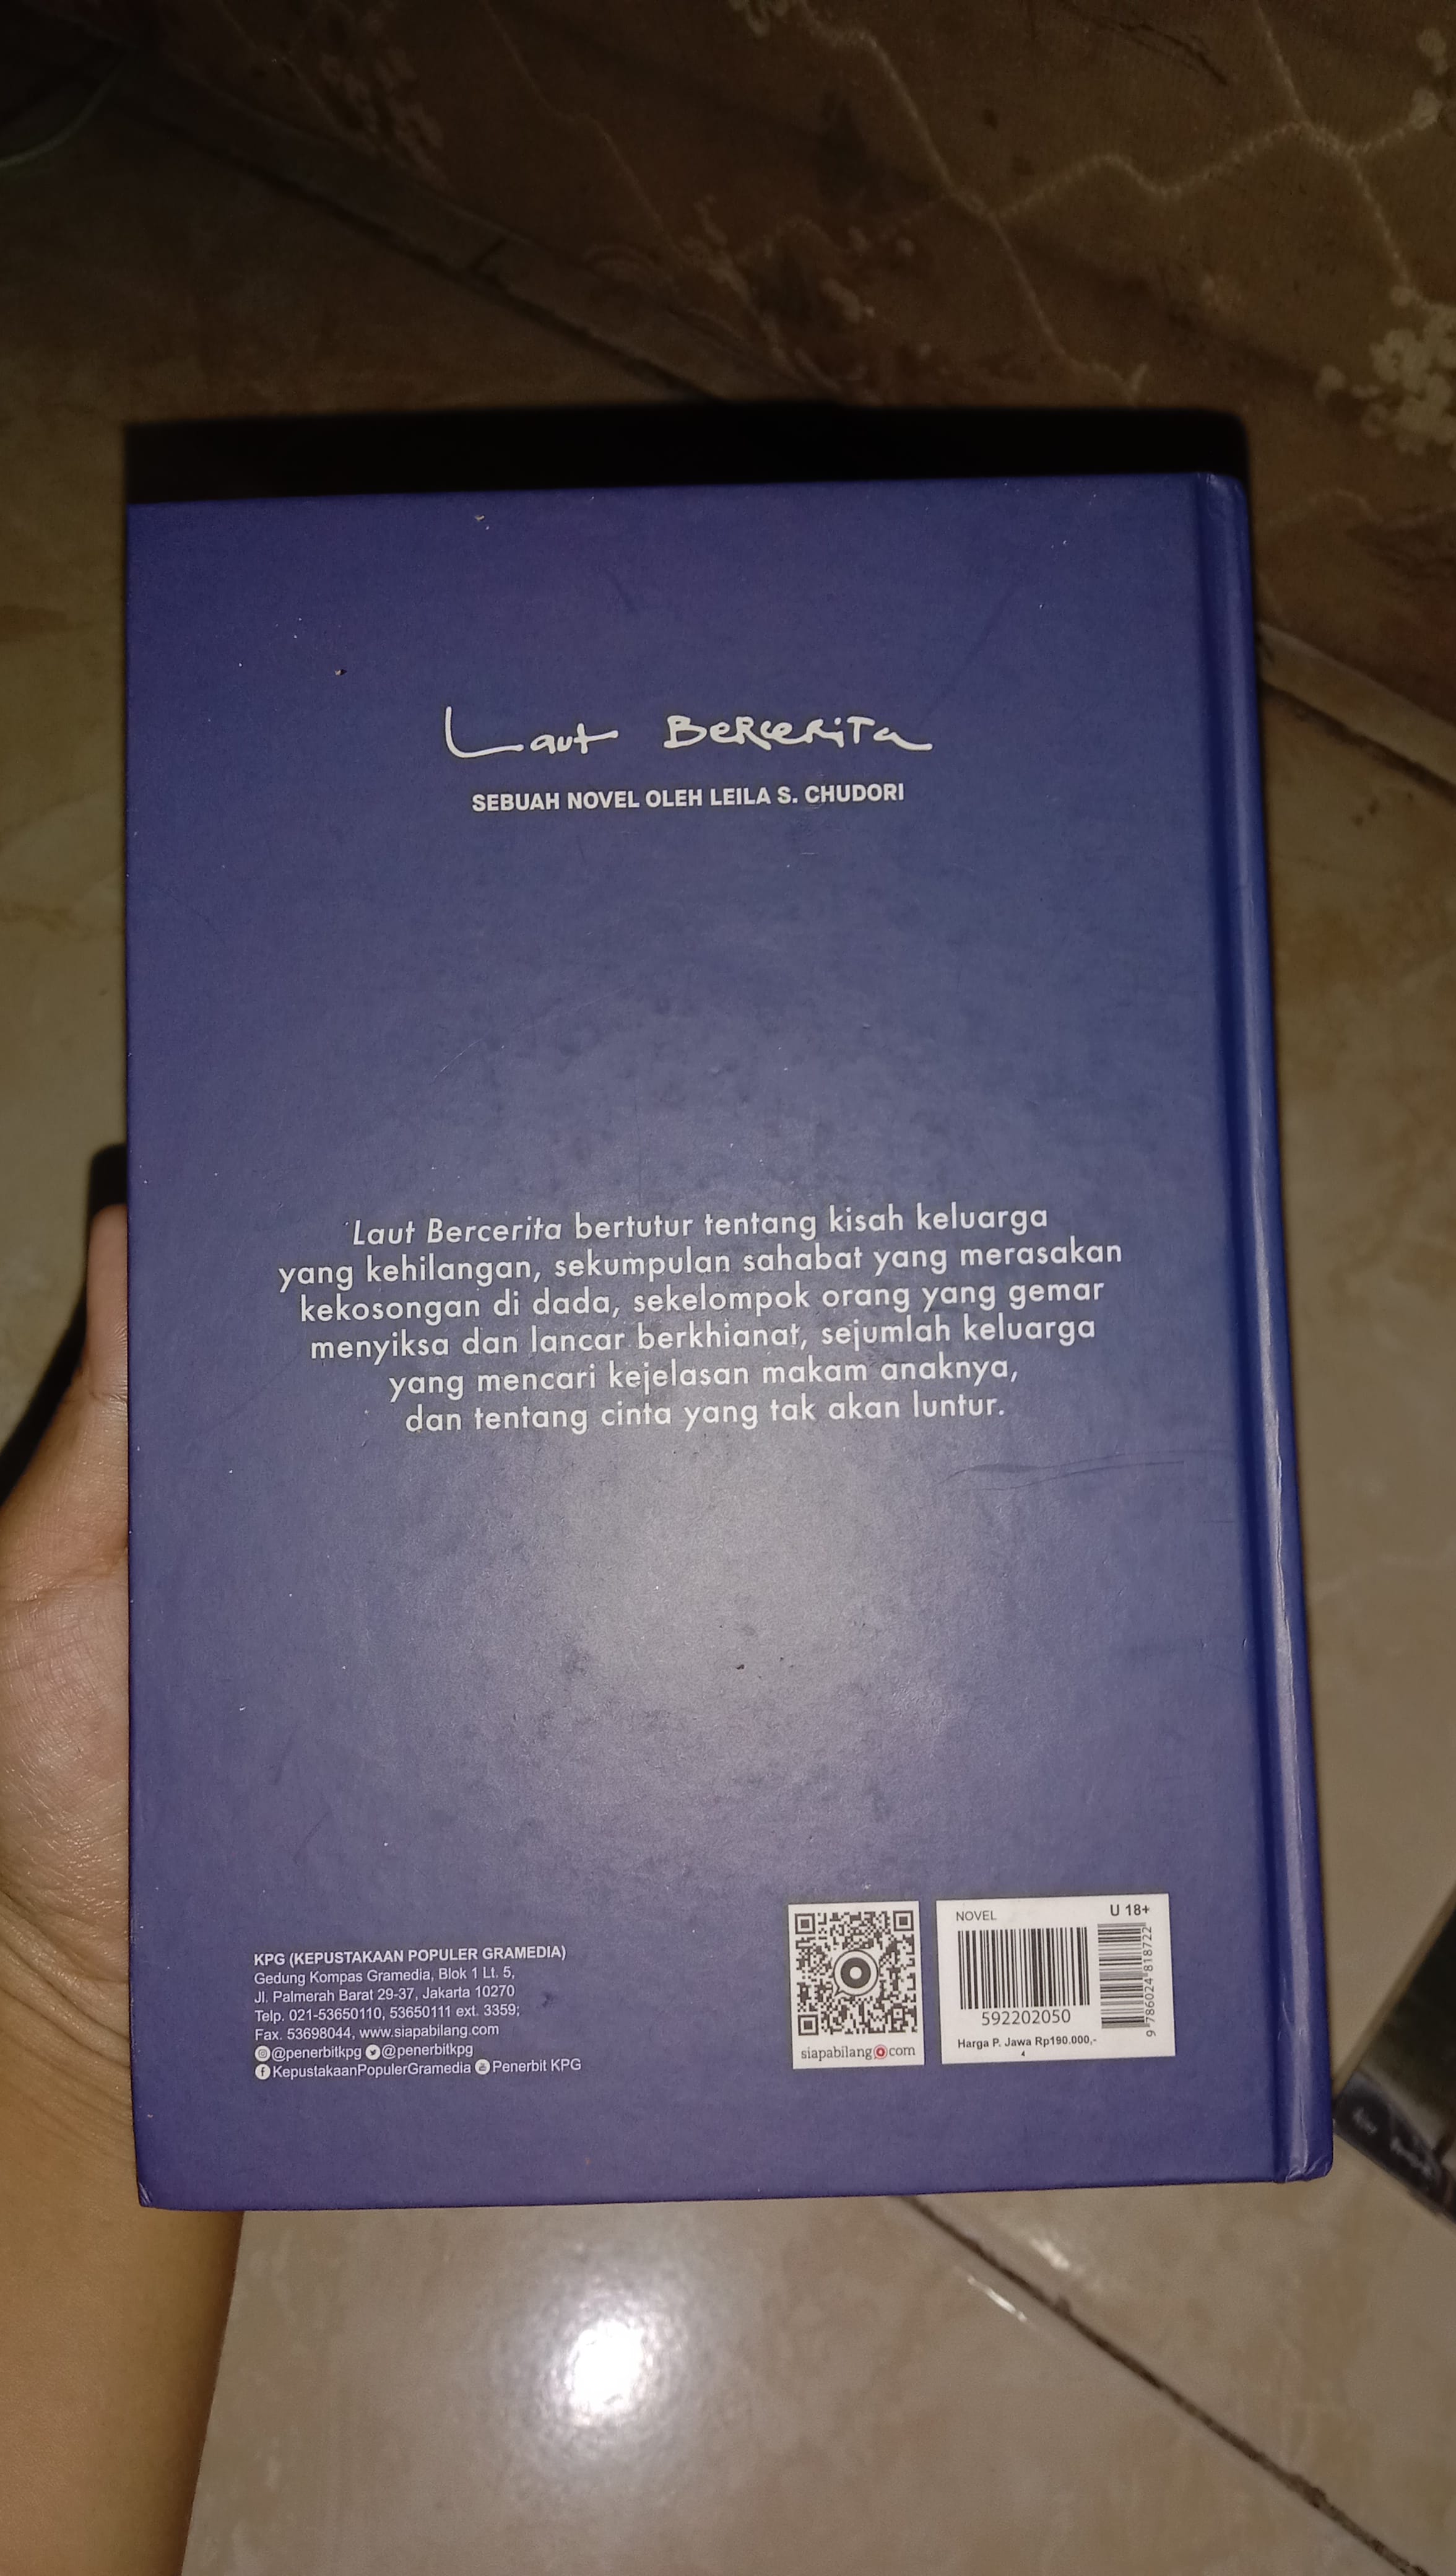 Laut Bercerita
SEBUAH NOVEL OLEH LEILA S. CHUDORI
Laut Bercerita bertutur tentang kisah keluarga
yang kehilangan, sekumpulan sahabat yang merasakan
kekosongan di dada, sekelompok orang yang gemar
menyiksa dan lancar berkhianat, sejumlah keluarga
yang mencari kejelasan makam anaknya,
dan tentang cinta yang tak akan luntur.
KPG (KEPUSTAKAAN POPULER GRAMEDIA)
Gedung Kompas Gramedia, Blok 1 Lt. 5,
Jl. Palmerah Barat 29-37, Jakarta 10270
Telp. 021-53650110, 53650111 ext. 3359;
Fax. 53698044, www.siapabilang.com
@penerbitkpg @penerbitkpg
KepustakaanPopulerGramedia Penerbit KPG
siapabilang.com
NOVEL U 18+
592202050
Harga P. Jawa Rp190.000,-
4
9 786024 818722